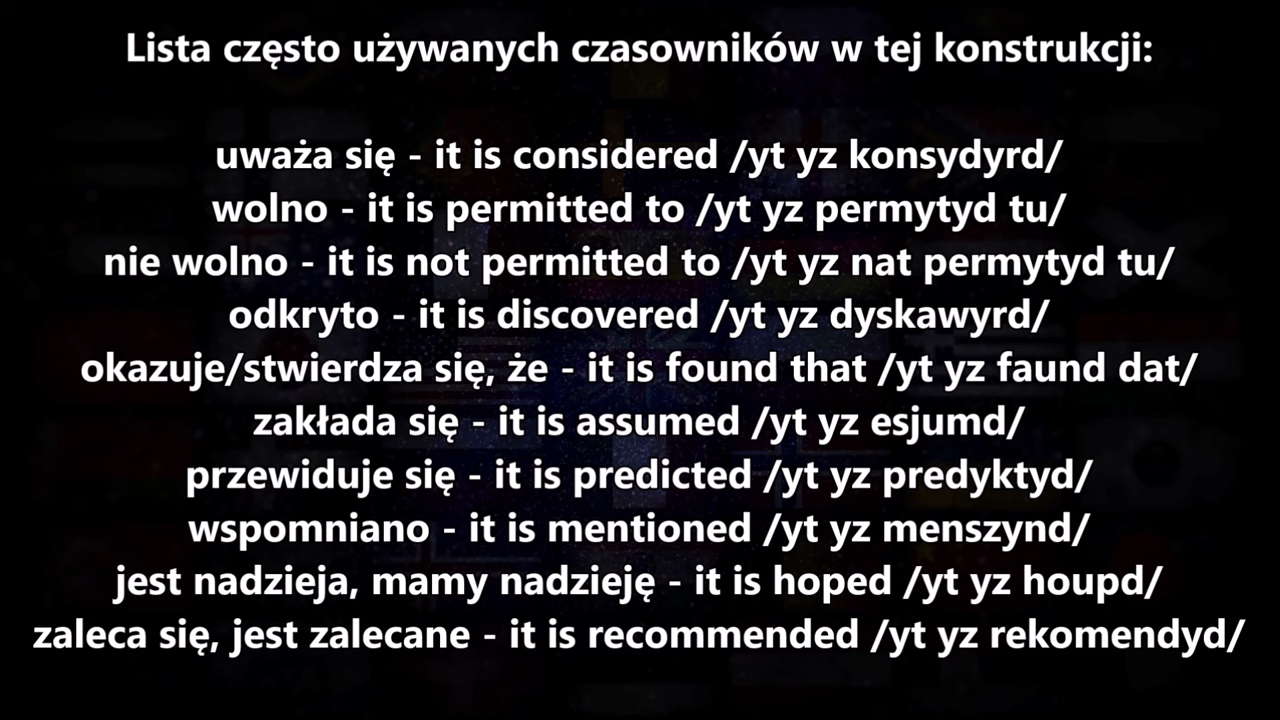 Lista często używanych czasowników w tej konstrukcji:
uważa się - it is considered /yt yz konsydyrd/
wolno - it is permitted to /yt yz permytyd tu/
nie wolno - it is not permitted to /yt yz nat permytyd tu/
odkryto - it is discovered /yt yz dyskawyrd/
okazuje/stwierdza się, że - it is found that /yt yz faund dat/
zakłada się - it is assumed /yt yz esjumd/
przewiduje się - it is predicted /yt yz predyktyd/
wspomniano - it is mentioned /yt yz menszynd/
jest nadzieja, mamy nadzieję - it is hoped /yt yz houpd/
zaleca się, jest zalecane - it is recommended /yt yz rekomendyd/